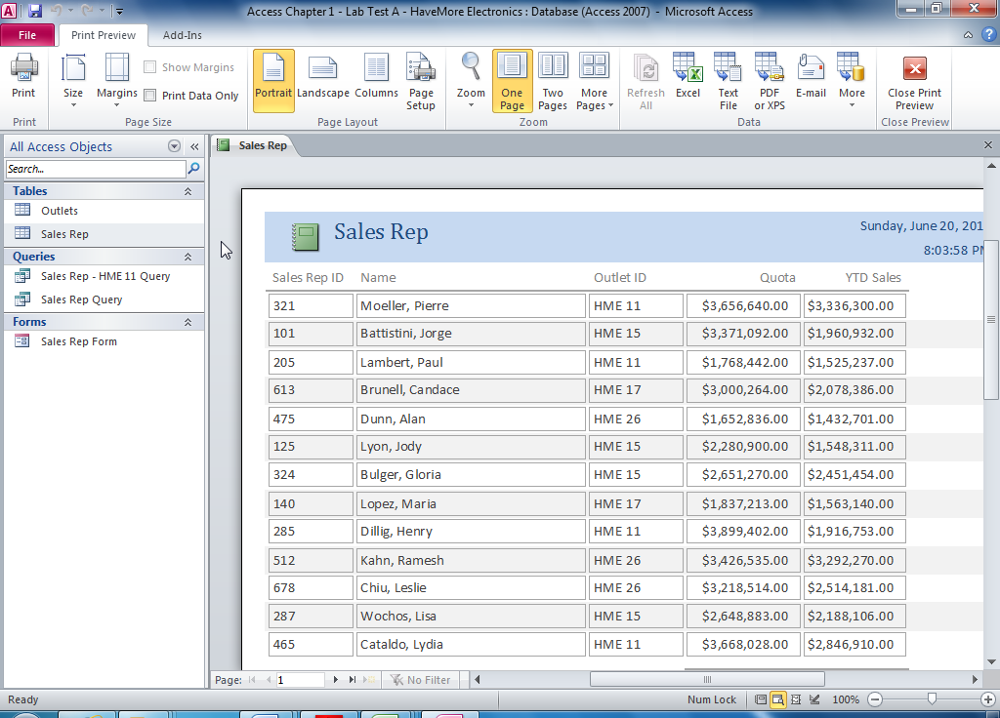 Access Chapter 1 - Lab Test A - HaveMore Electronics : Database (Access 2007) - Microsoft Access
File Print Preview Add-Ins
Print Size Margins Show Margins Print Data Only Portrait Landscape Columns Page Setup Zoom One Page Two Pages More Pages Refresh All Excel Text File PDF or XPS E-mail More Close Print Preview
Print Page Size Page Layout Zoom Data Close Preview
All Access Objects
Search...
Tables
Outlets
Sales Rep
Queries
Sales Rep - HME 11 Query
Sales Rep Query
Forms
Sales Rep Form
Sales Rep
Sales Rep
Sunday, June 20, 201
8:03:58 PM
Sales Rep ID Name Outlet ID Quota YTD Sales
321 Moeller, Pierre HME 11 $3,656,640.00 $3,336,300.00
101 Battistini, Jorge HME 15 $3,371,092.00 $1,960,932.00
205 Lambert, Paul HME 11 $1,768,442.00 $1,525,237.00
613 Brunell, Candace HME 17 $3,000,264.00 $2,078,386.00
475 Dunn, Alan HME 26 $1,652,836.00 $1,432,701.00
125 Lyon, Jody HME 15 $2,280,900.00 $1,548,311.00
324 Bulger, Gloria HME 15 $2,651,270.00 $2,451,454.00
140 Lopez, Maria HME 17 $1,837,213.00 $1,563,140.00
285 Dillig, Henry HME 11 $3,899,402.00 $1,916,753.00
512 Kahn, Ramesh HME 26 $3,426,535.00 $3,292,270.00
678 Chiu, Leslie HME 26 $3,218,514.00 $2,514,181.00
287 Wochos, Lisa HME 15 $2,648,883.00 $2,188,106.00
465 Cataldo, Lydia HME 11 $3,668,028.00 $2,846,910.00
Page: 1 No Filter
Ready Num Lock 100%